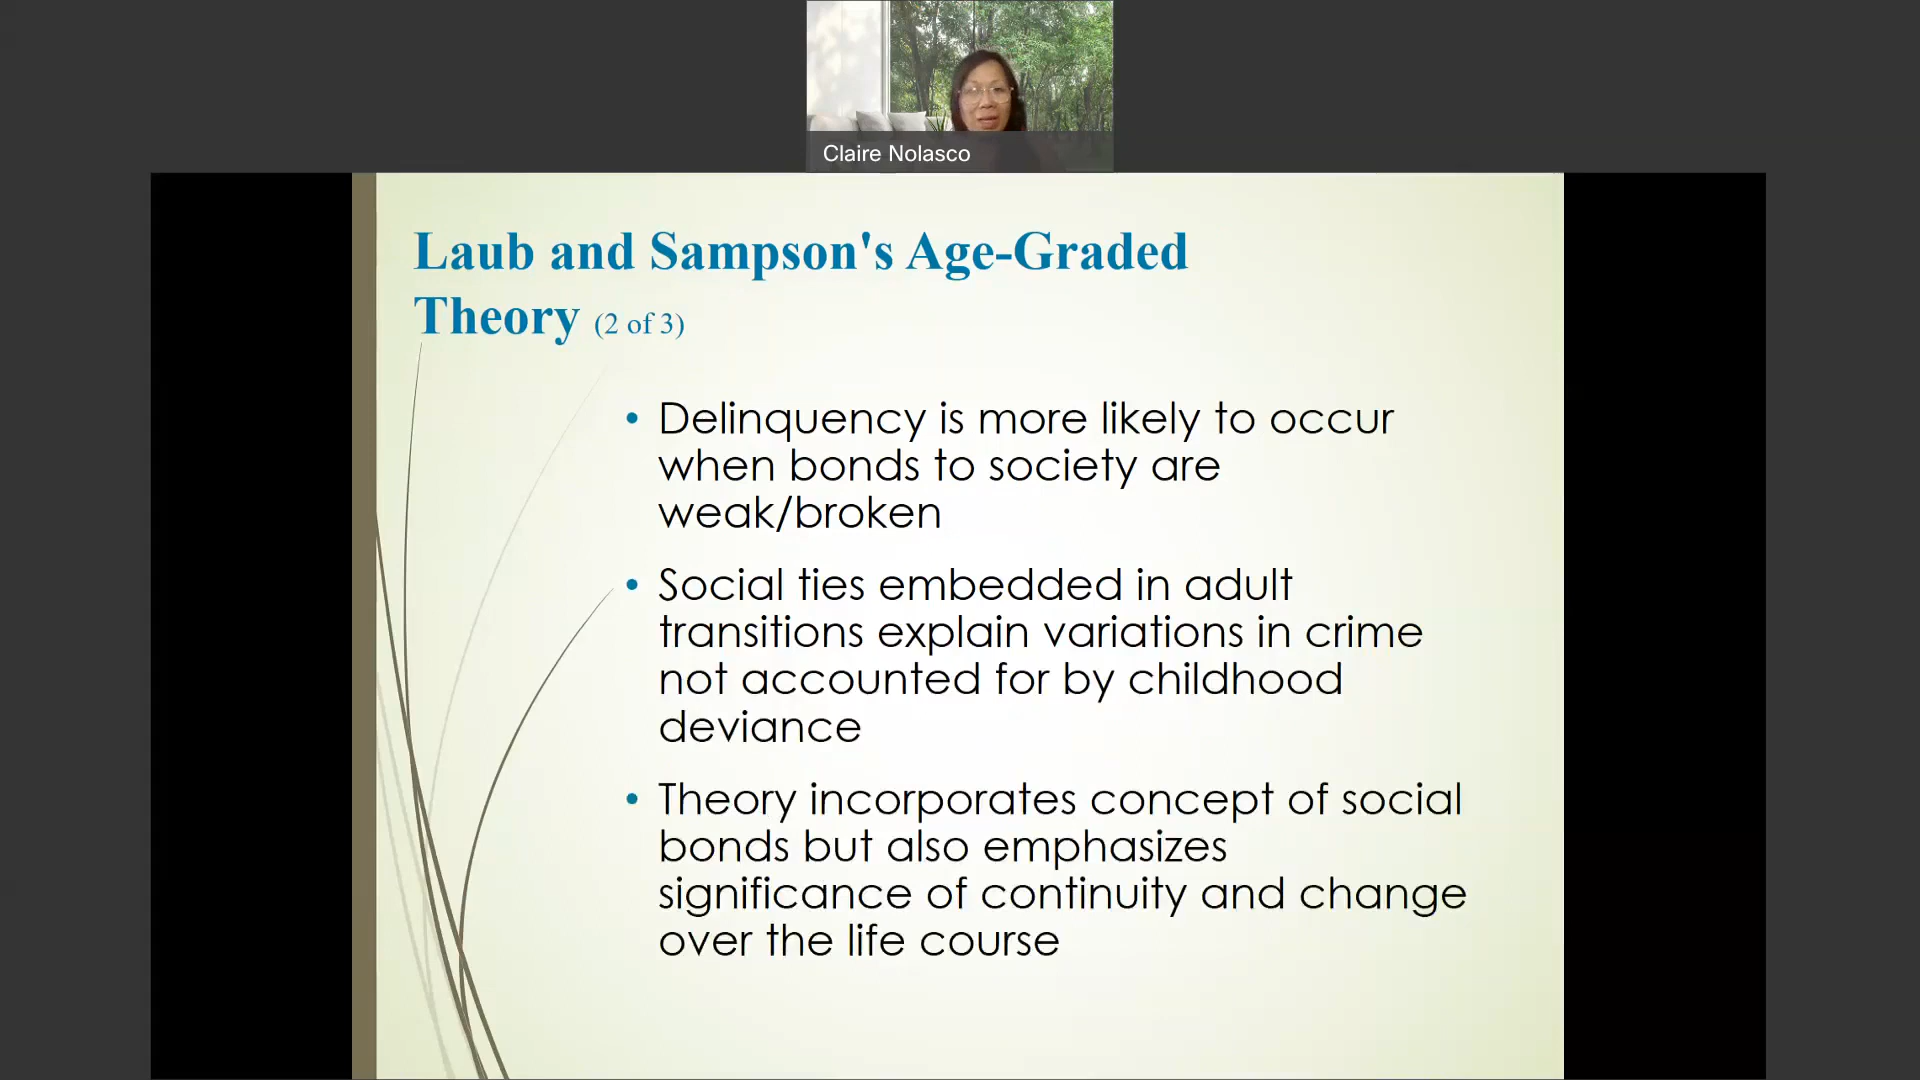 Claire Nolasco
Laub and Sampson's Age-Graded
Theory (2 of 3)
• Delinquency is more likely to occur
when bonds to society are
weak/broken
• Social ties embedded in adult
transitions explain variations in crime
not accounted for by childhood
deviance
• Theory incorporates concept of social
bonds but also emphasizes
significance of continuity and change
over the life course